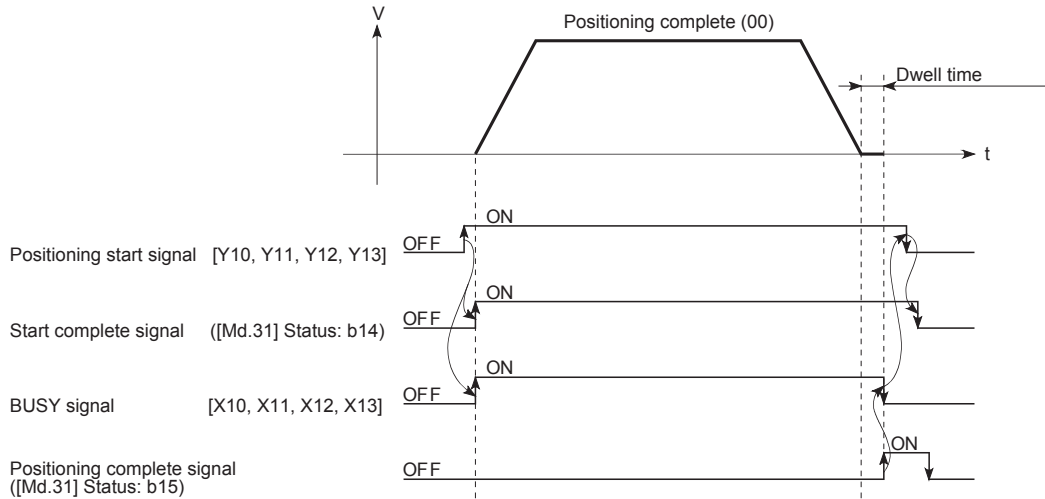 V
Positioning complete (00)
Dwell time
t
ON
OFF
Positioning start signal [Y10, Y11, Y12, Y13]
ON
OFF
Start complete signal ([Md.31] Status: b14)
ON
OFF
BUSY signal [X10, X11, X12, X13]
ON
OFF
Positioning complete signal
([Md.31] Status: b15)